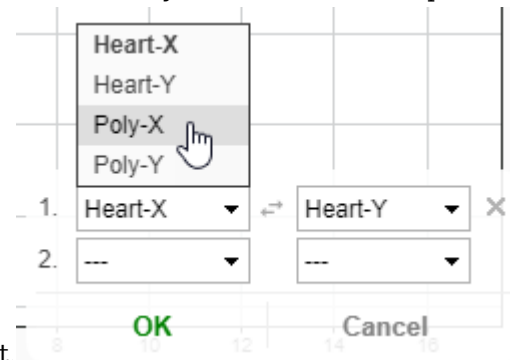 Heart-X
Heart-Y
Poly-X
Poly-Y
1. Heart-X Heart-Y
2. --- ---
OK Cancel
8 10 12 14 16
t.